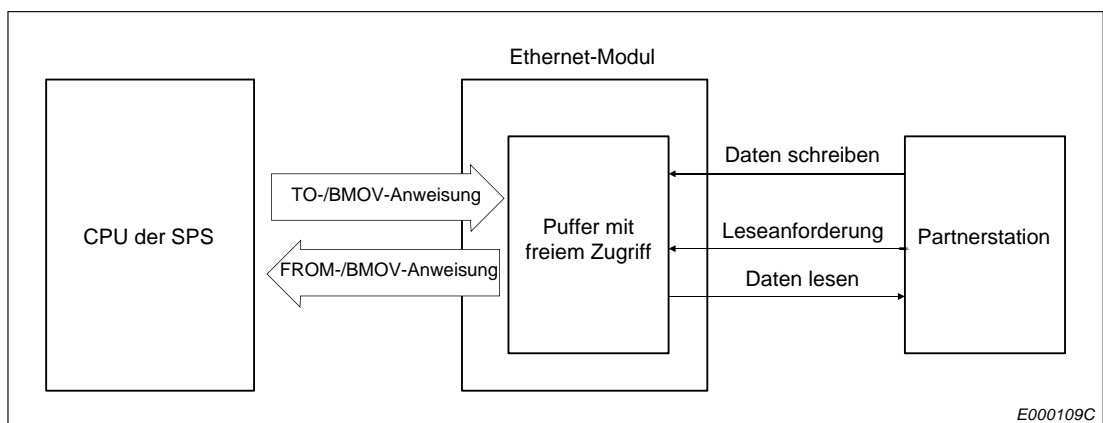 Ethernet-Modul
CPU der SPS
TO-/BMOV-Anweisung
FROM-/BMOV-Anweisung
Puffer mit
freiem Zugriff
Daten schreiben
Leseanforderung
Daten lesen
Partnerstation
E000109C